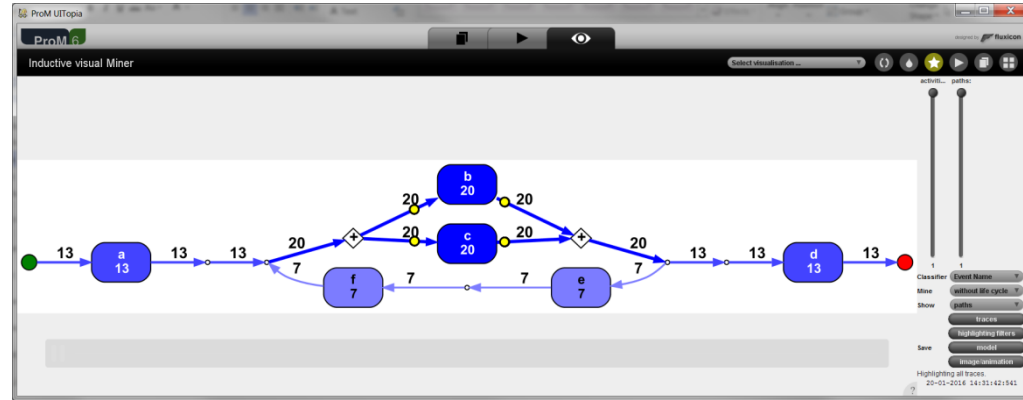 ProM UITopia
ProM 6
designed by fluxicon
Inductive visual Miner
Select visualisation ...
activiti... paths:
b
20
20 20
20 20
c
20
13 13 13 20 20 13 13 13
a
13
d
13
7 7 7 7
f
7
e
7
1 1
Classifier Event Name
Mine without life cycle
Show paths
traces
highlighting filters
Save model
image/animation
Highlighting all traces.
20-01-2016 14:31:42:541
?